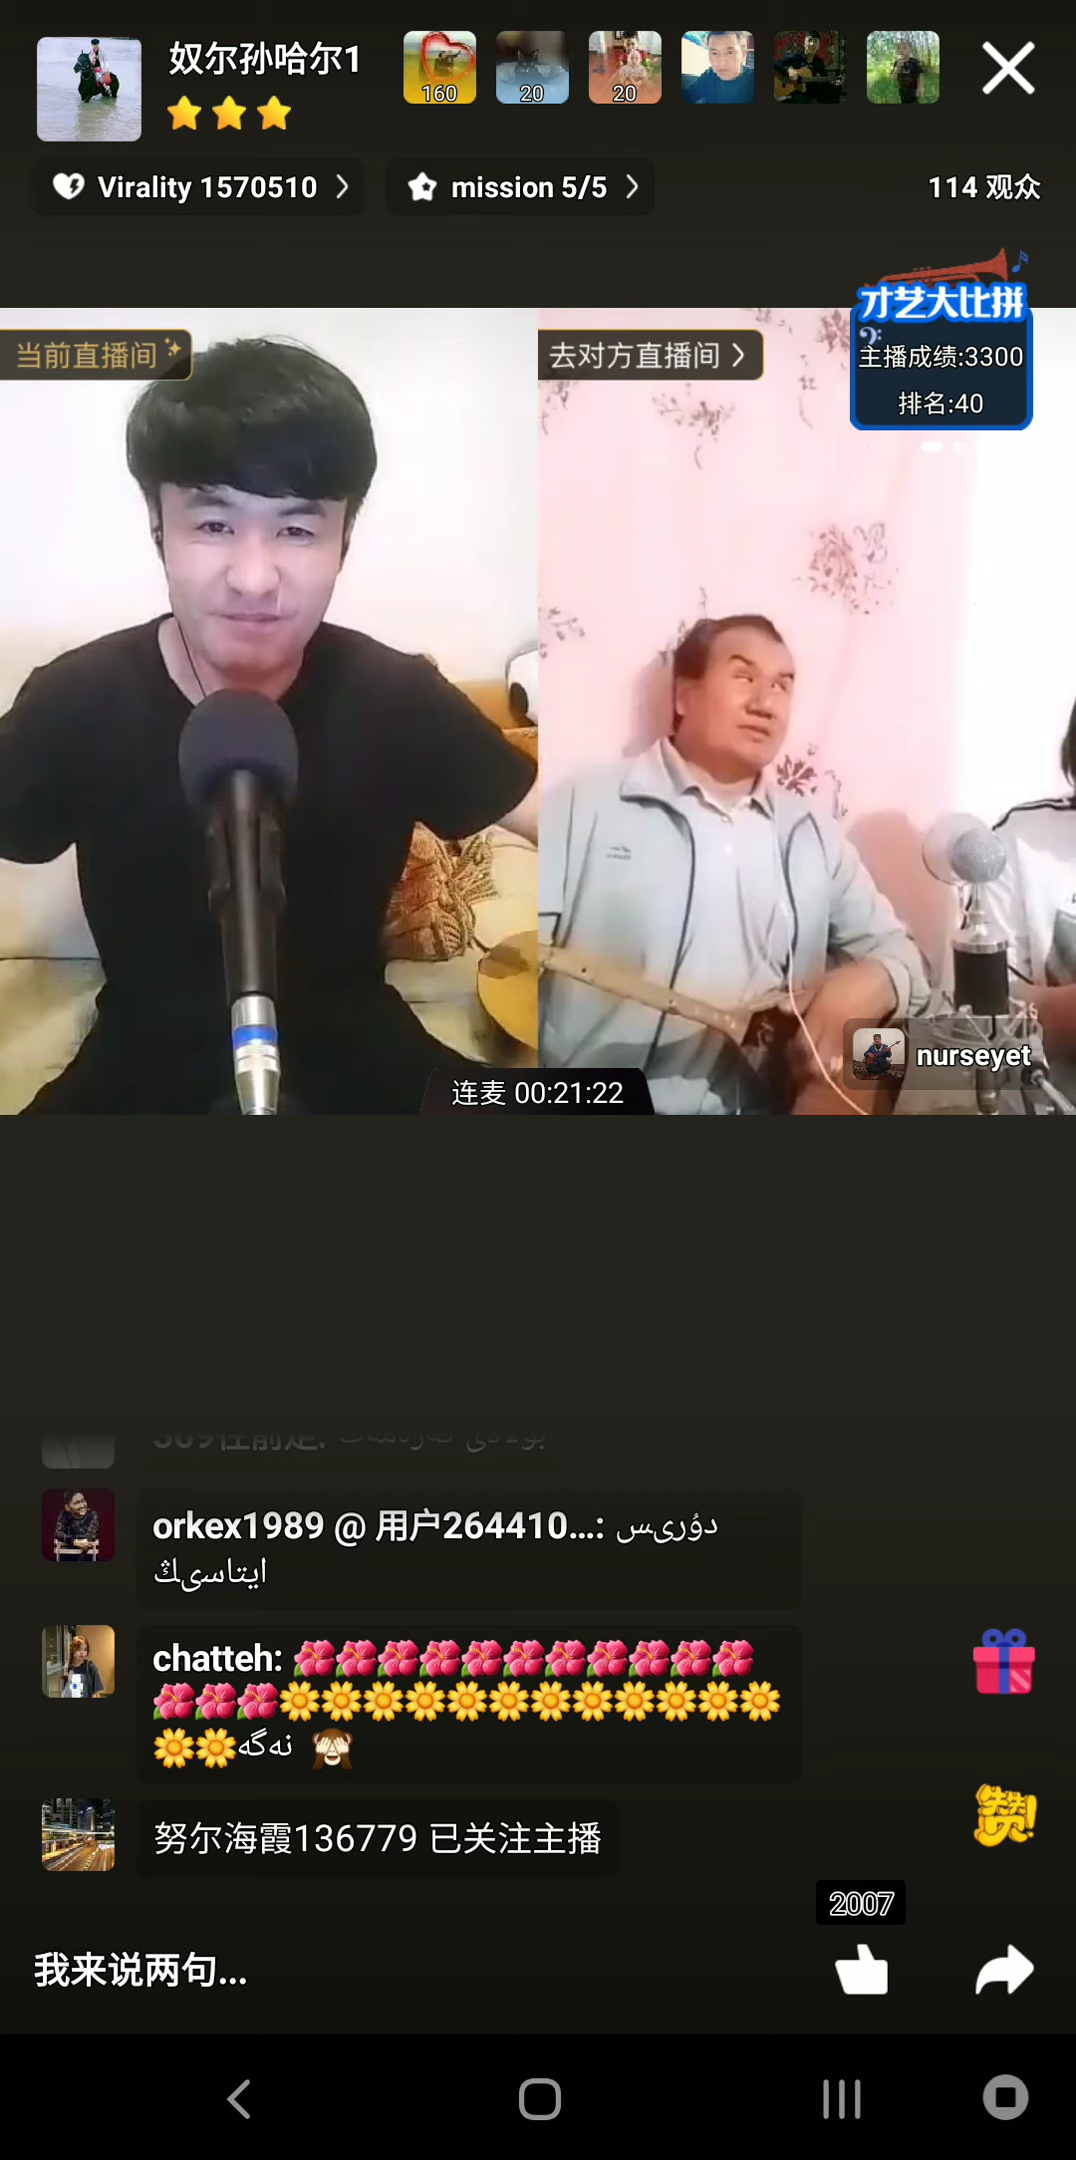 奴尔孙哈尔1
160
20
20
Virality 1570510
mission 5/5
114 观众
才艺大比拼
主播成绩:3300
排名:40
当前直播间
去对方直播间
nurseyet
连麦 00:21:22
orkex1989 @ 用户264410...: دۇرىس
ايتاسىڭ
chatteh: 🌺🌺🌺🌺🌺🌺🌺🌺🌺🌺🌺
🌺🌺🌺🌼🌼🌼🌼🌼🌼🌼🌼🌼🌼🌼🌼
🌼🌼نەگە 🙈
努尔海霞136779 已关注主播
赞!
2007
我来说两句...